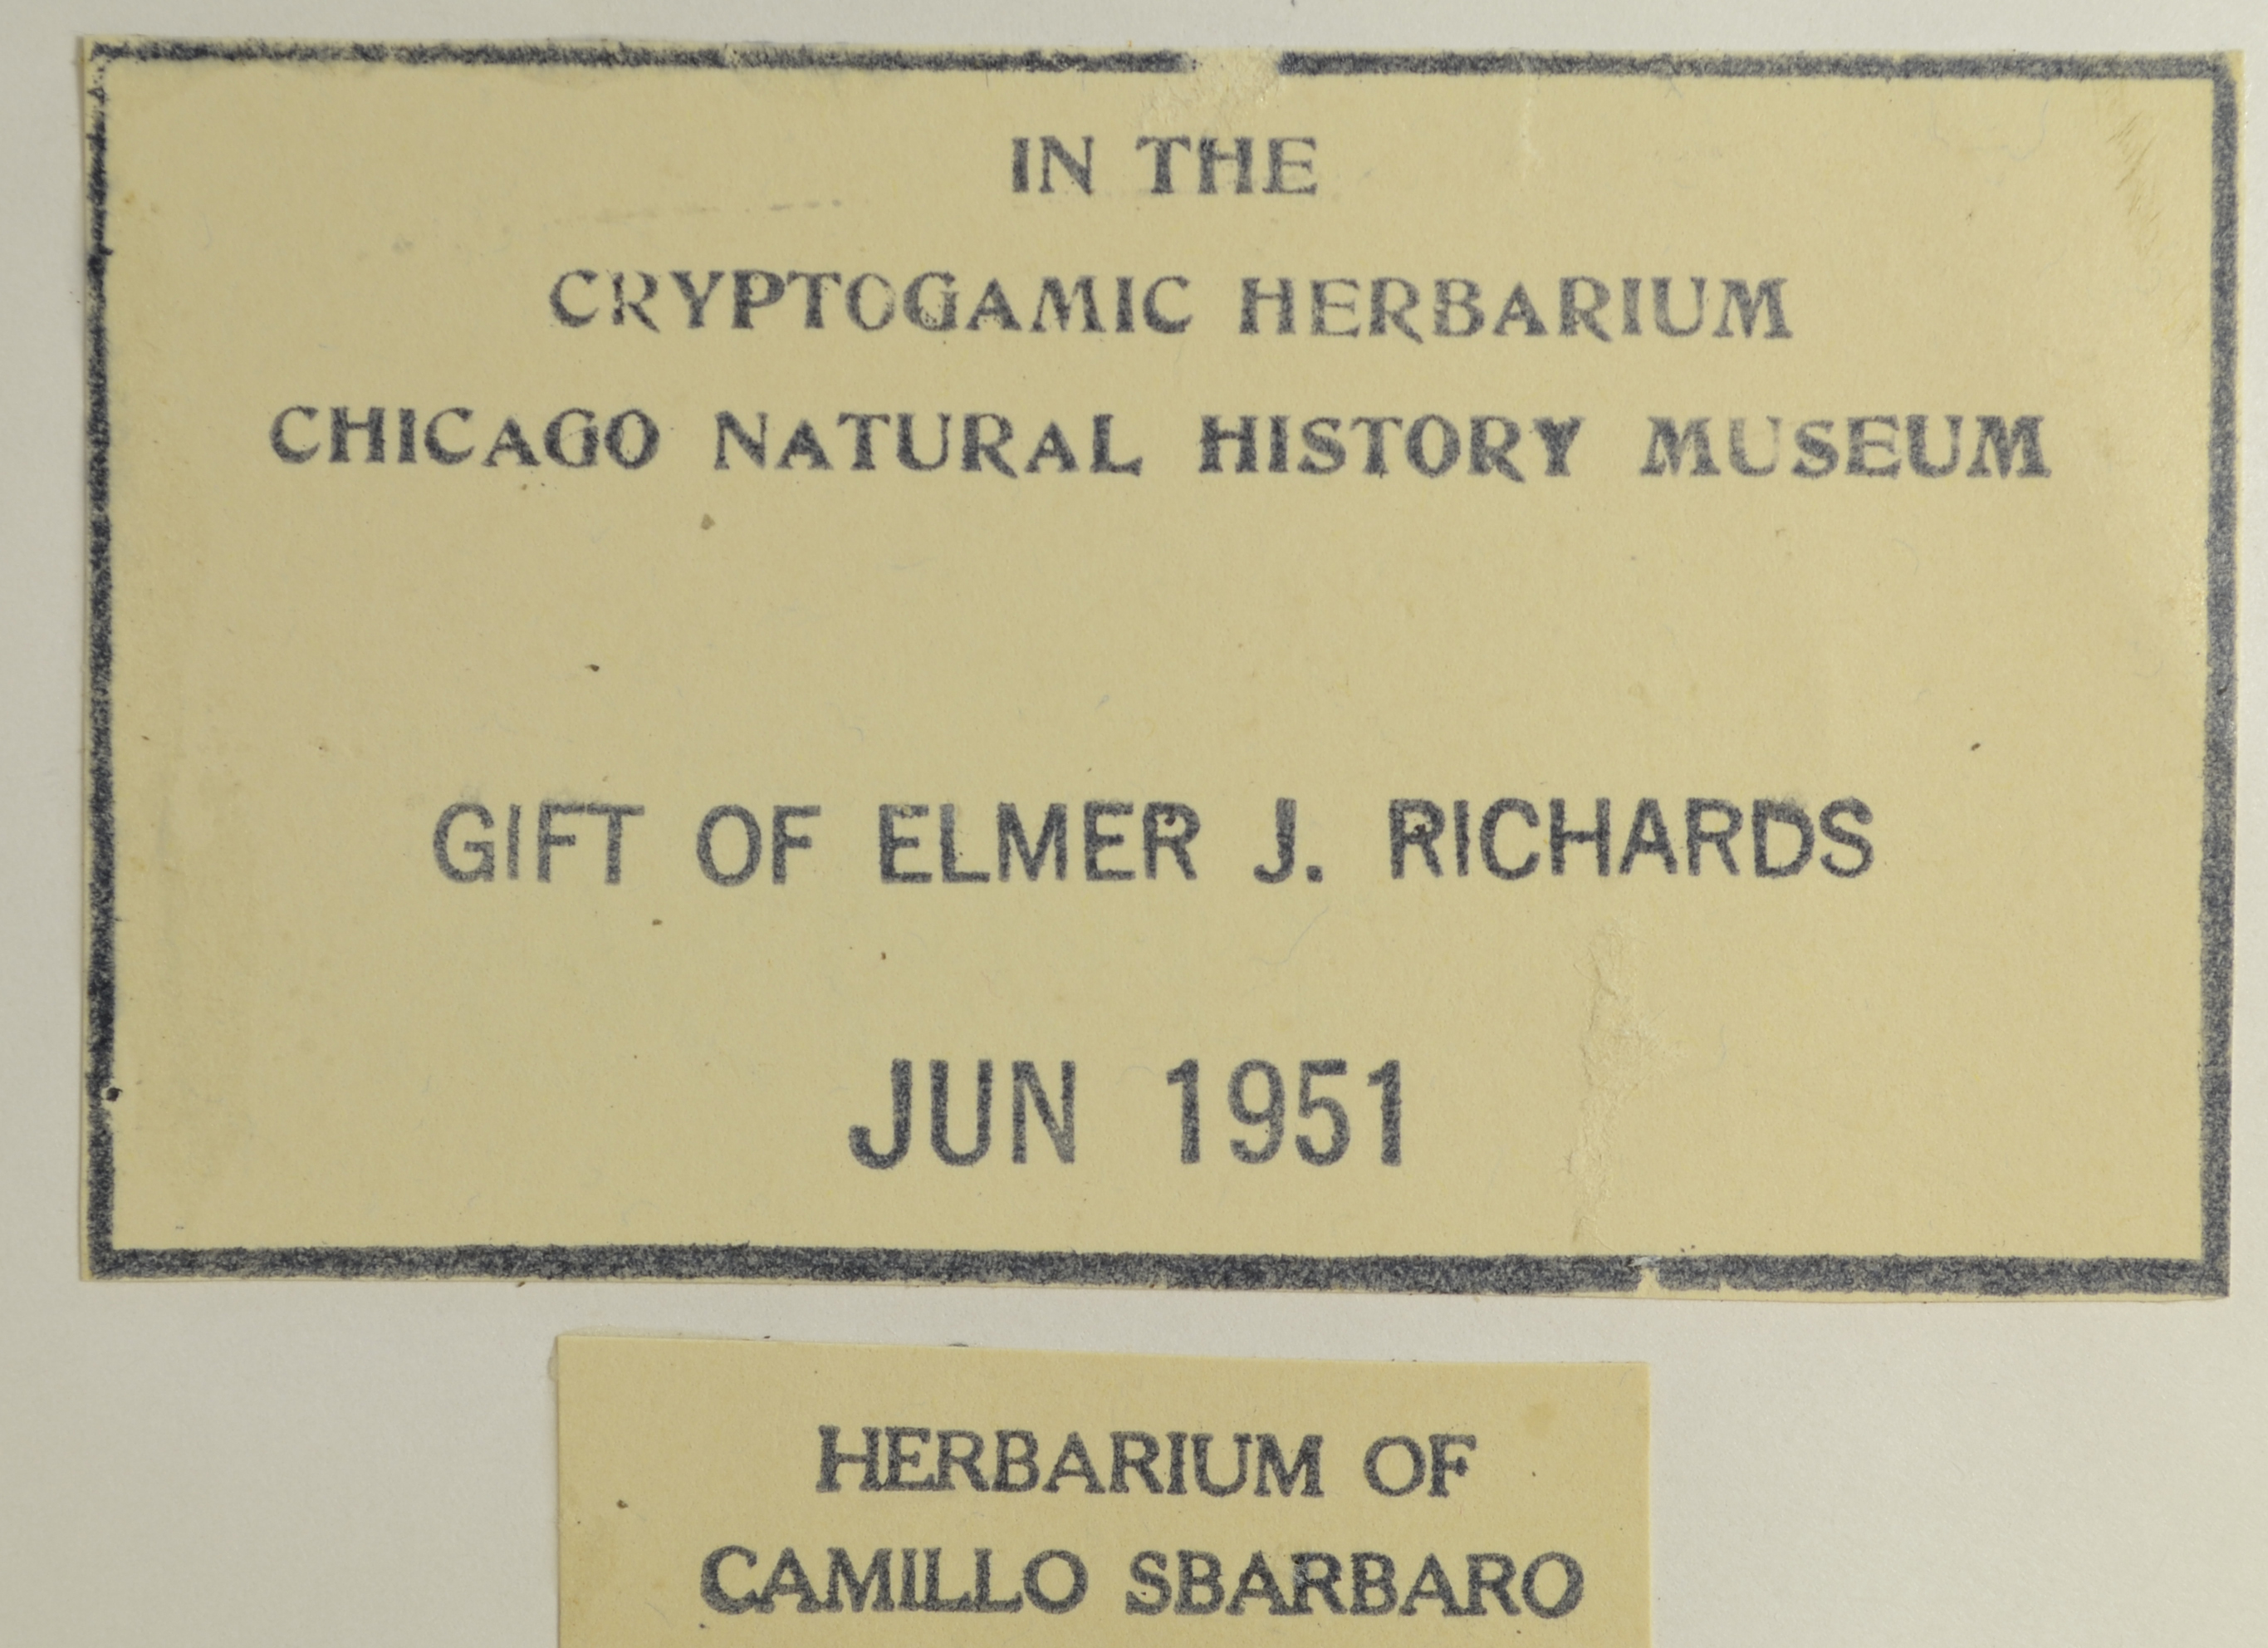 IN THE
CRYPTOGAMIC HERBARIUM
CHICAGO NATURAL HISTORY MUSEUM
GIFT OF ELMER J. RICHARDS
JUN 1951
HERBARIUM OF
CAMILLO SBARBARO